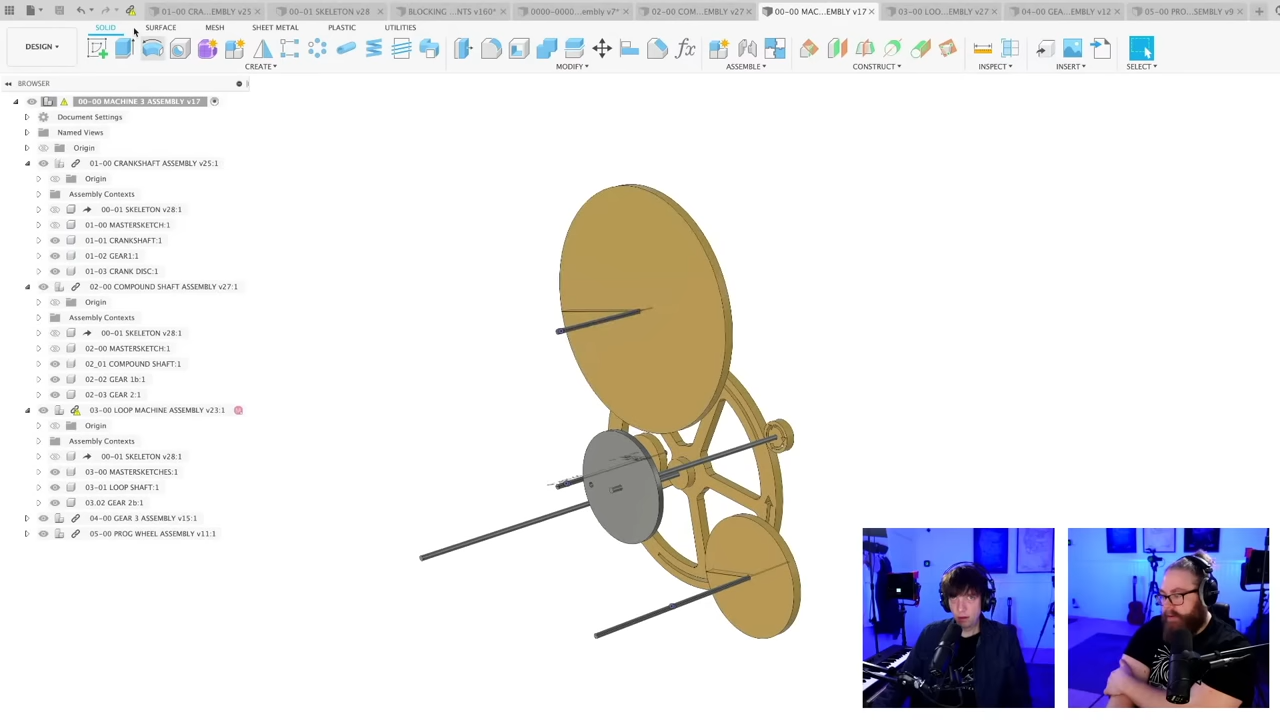 01-00 CRA...EMBLY v25
00-01 SKELETON v28
BLOCKING ...NTS v160*
0000-0000...embly v7*
02-00 COM...EMBLY v27
00-00 MAC...EMBLY v17
03-00 LOO...EMBLY v27
04-00 GEA...EMBLY v12
05-00 PRO...SEMBLY v9
SOLID SURFACE MESH SHEET METAL PLASTIC UTILITIES
DESIGN
CREATE MODIFY ASSEMBLE CONSTRUCT INSPECT INSERT SELECT
BROWSER
00-00 MACHINE 3 ASSEMBLY v17
Document Settings
Named Views
Origin
01-00 CRANKSHAFT ASSEMBLY v25:1
Origin
Assembly Contexts
00-01 SKELETON v28:1
01-00 MASTERSKETCH:1
01-01 CRANKSHAFT:1
01-02 GEAR1:1
01-03 CRANK DISC:1
02-00 COMPOUND SHAFT ASSEMBLY v27:1
Origin
Assembly Contexts
00-01 SKELETON v28:1
02-00 MASTERSKETCH:1
02_01 COMPOUND SHAFT:1
02-02 GEAR 1b:1
02-03 GEAR 2:1
03-00 LOOP MACHINE ASSEMBLY v23:1
Origin
Assembly Contexts
00-01 SKELETON v28:1
03-00 MASTERSKETCHES:1
03-01 LOOP SHAFT:1
03.02 GEAR 2b:1
04-00 GEAR 3 ASSEMBLY v15:1
05-00 PROG WHEEL ASSEMBLY v11:1